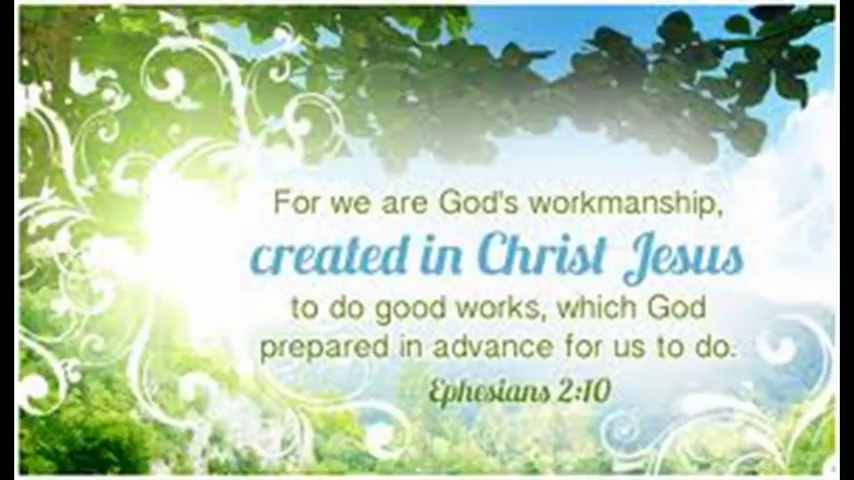 For we are God's workmanship,
created in Christ Jesus
to do good works, which God
prepared in advance for us to do.
Ephesians 2:10